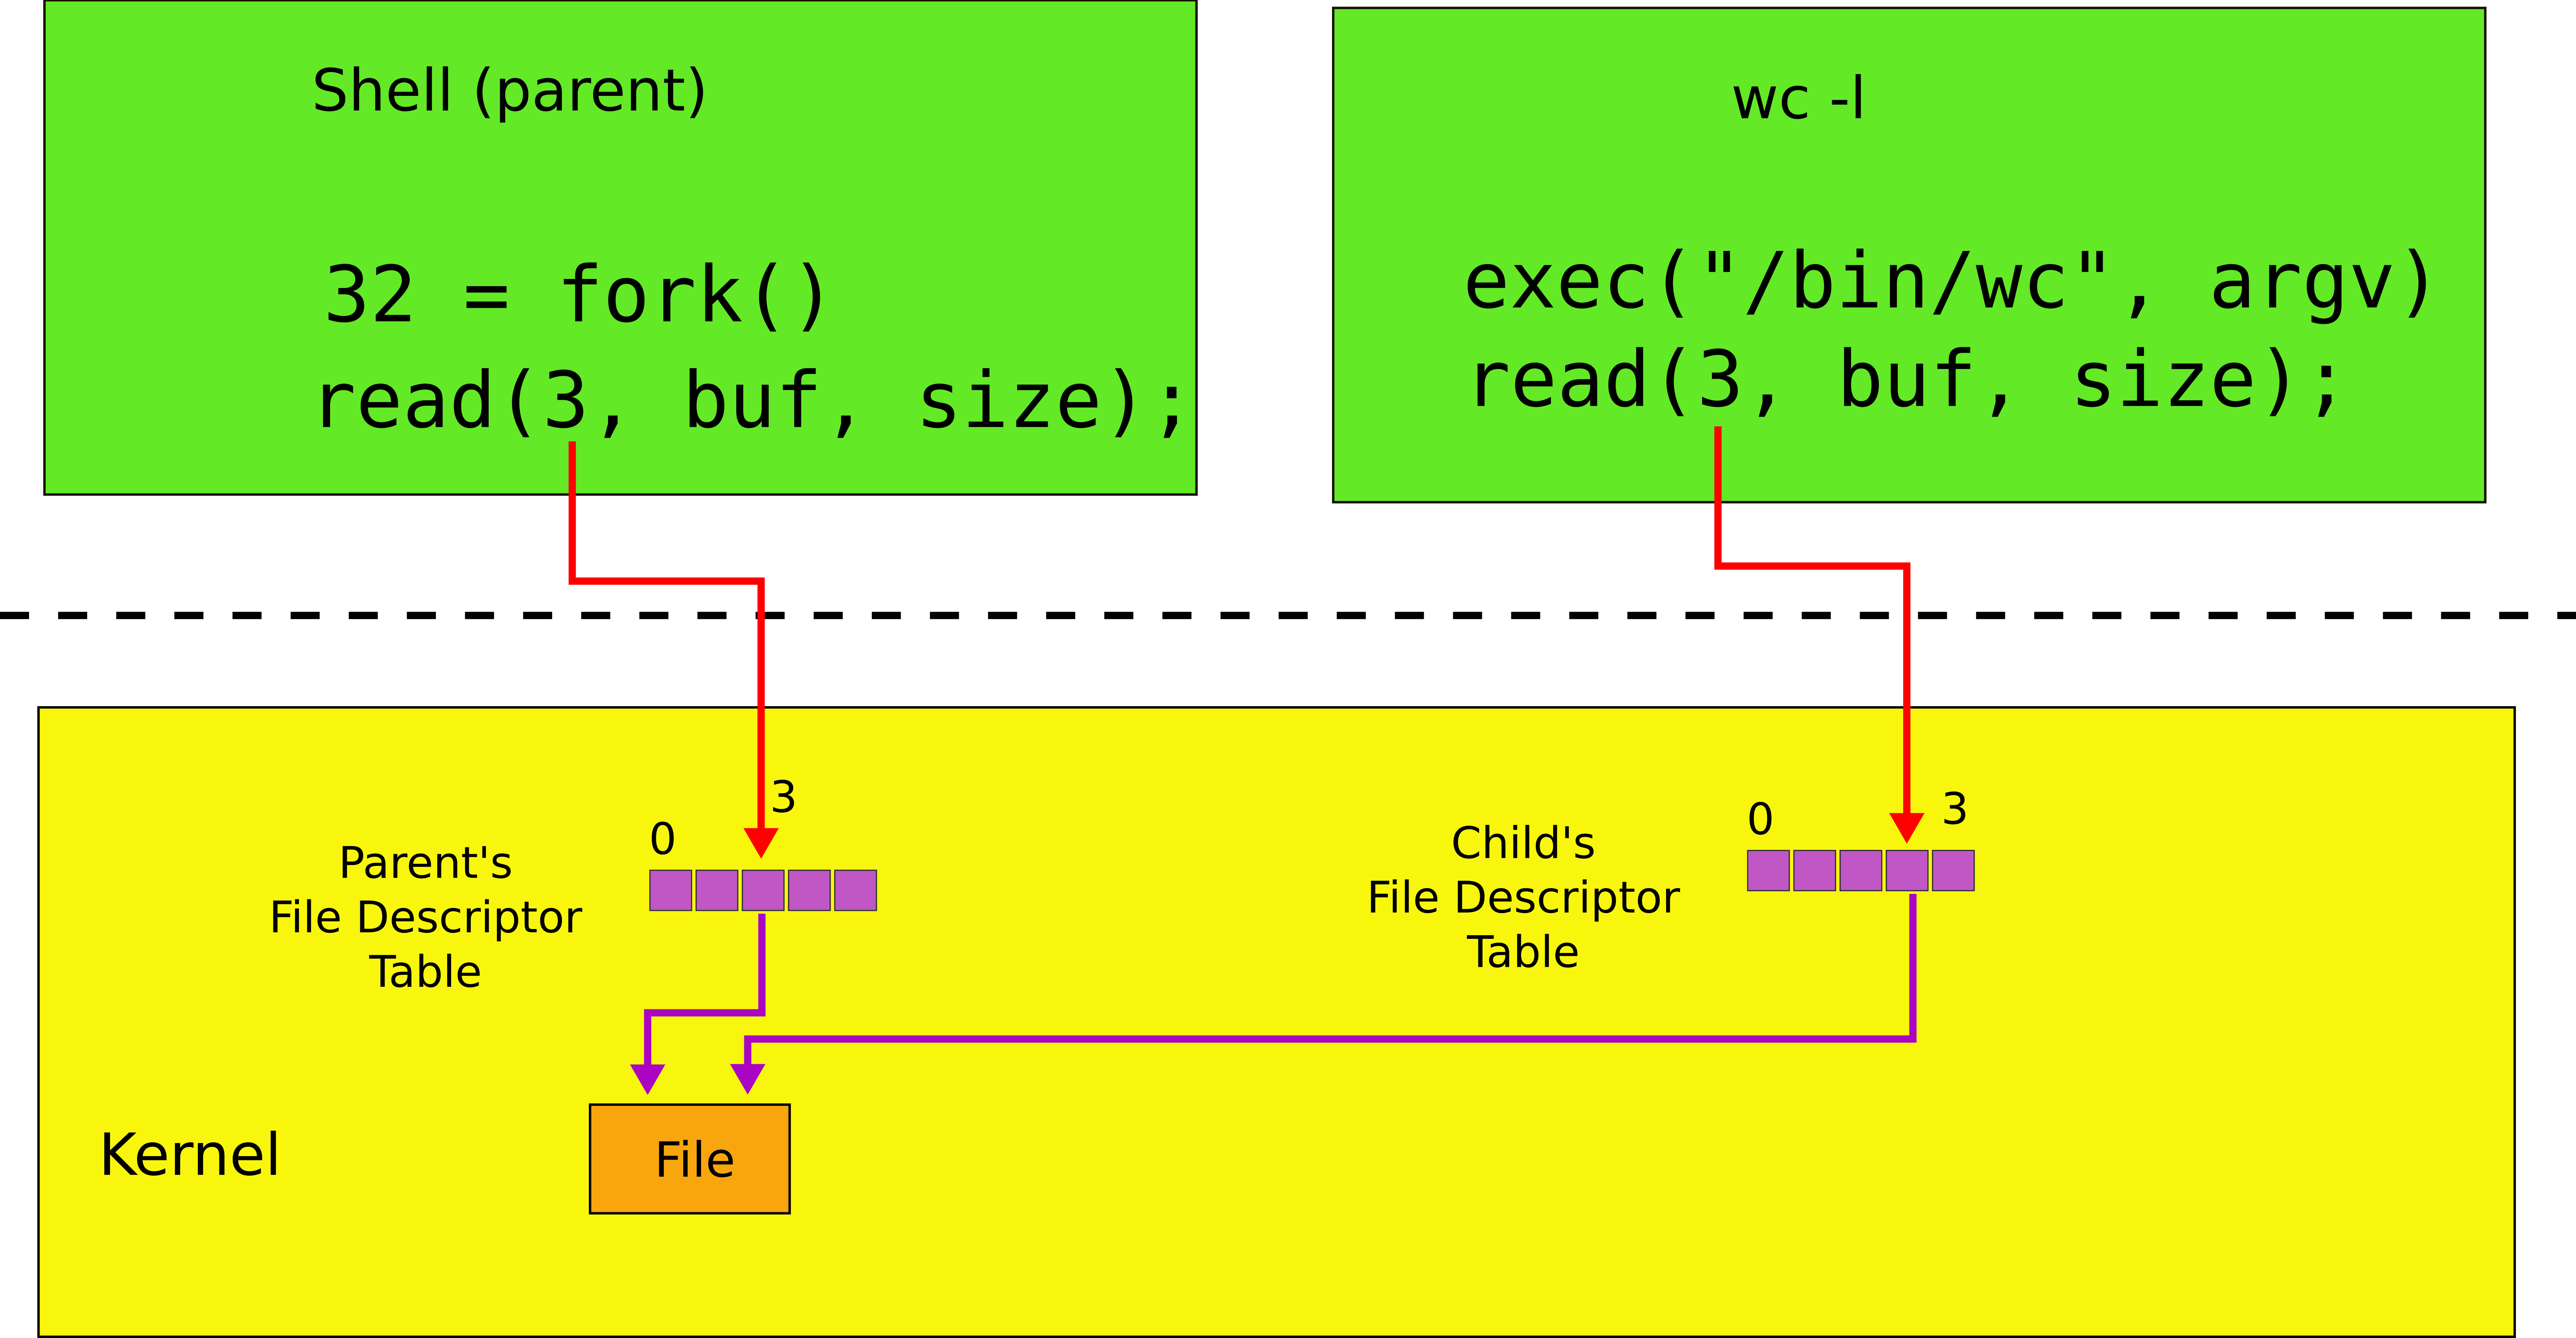 Shell (parent)
32 = fork()
read(3, buf, size);
wc -l
exec("/bin/wc", argv)
read(3, buf, size);
0
3
Parent's
File Descriptor
Table
0
3
Child's
File Descriptor
Table
Kernel
File